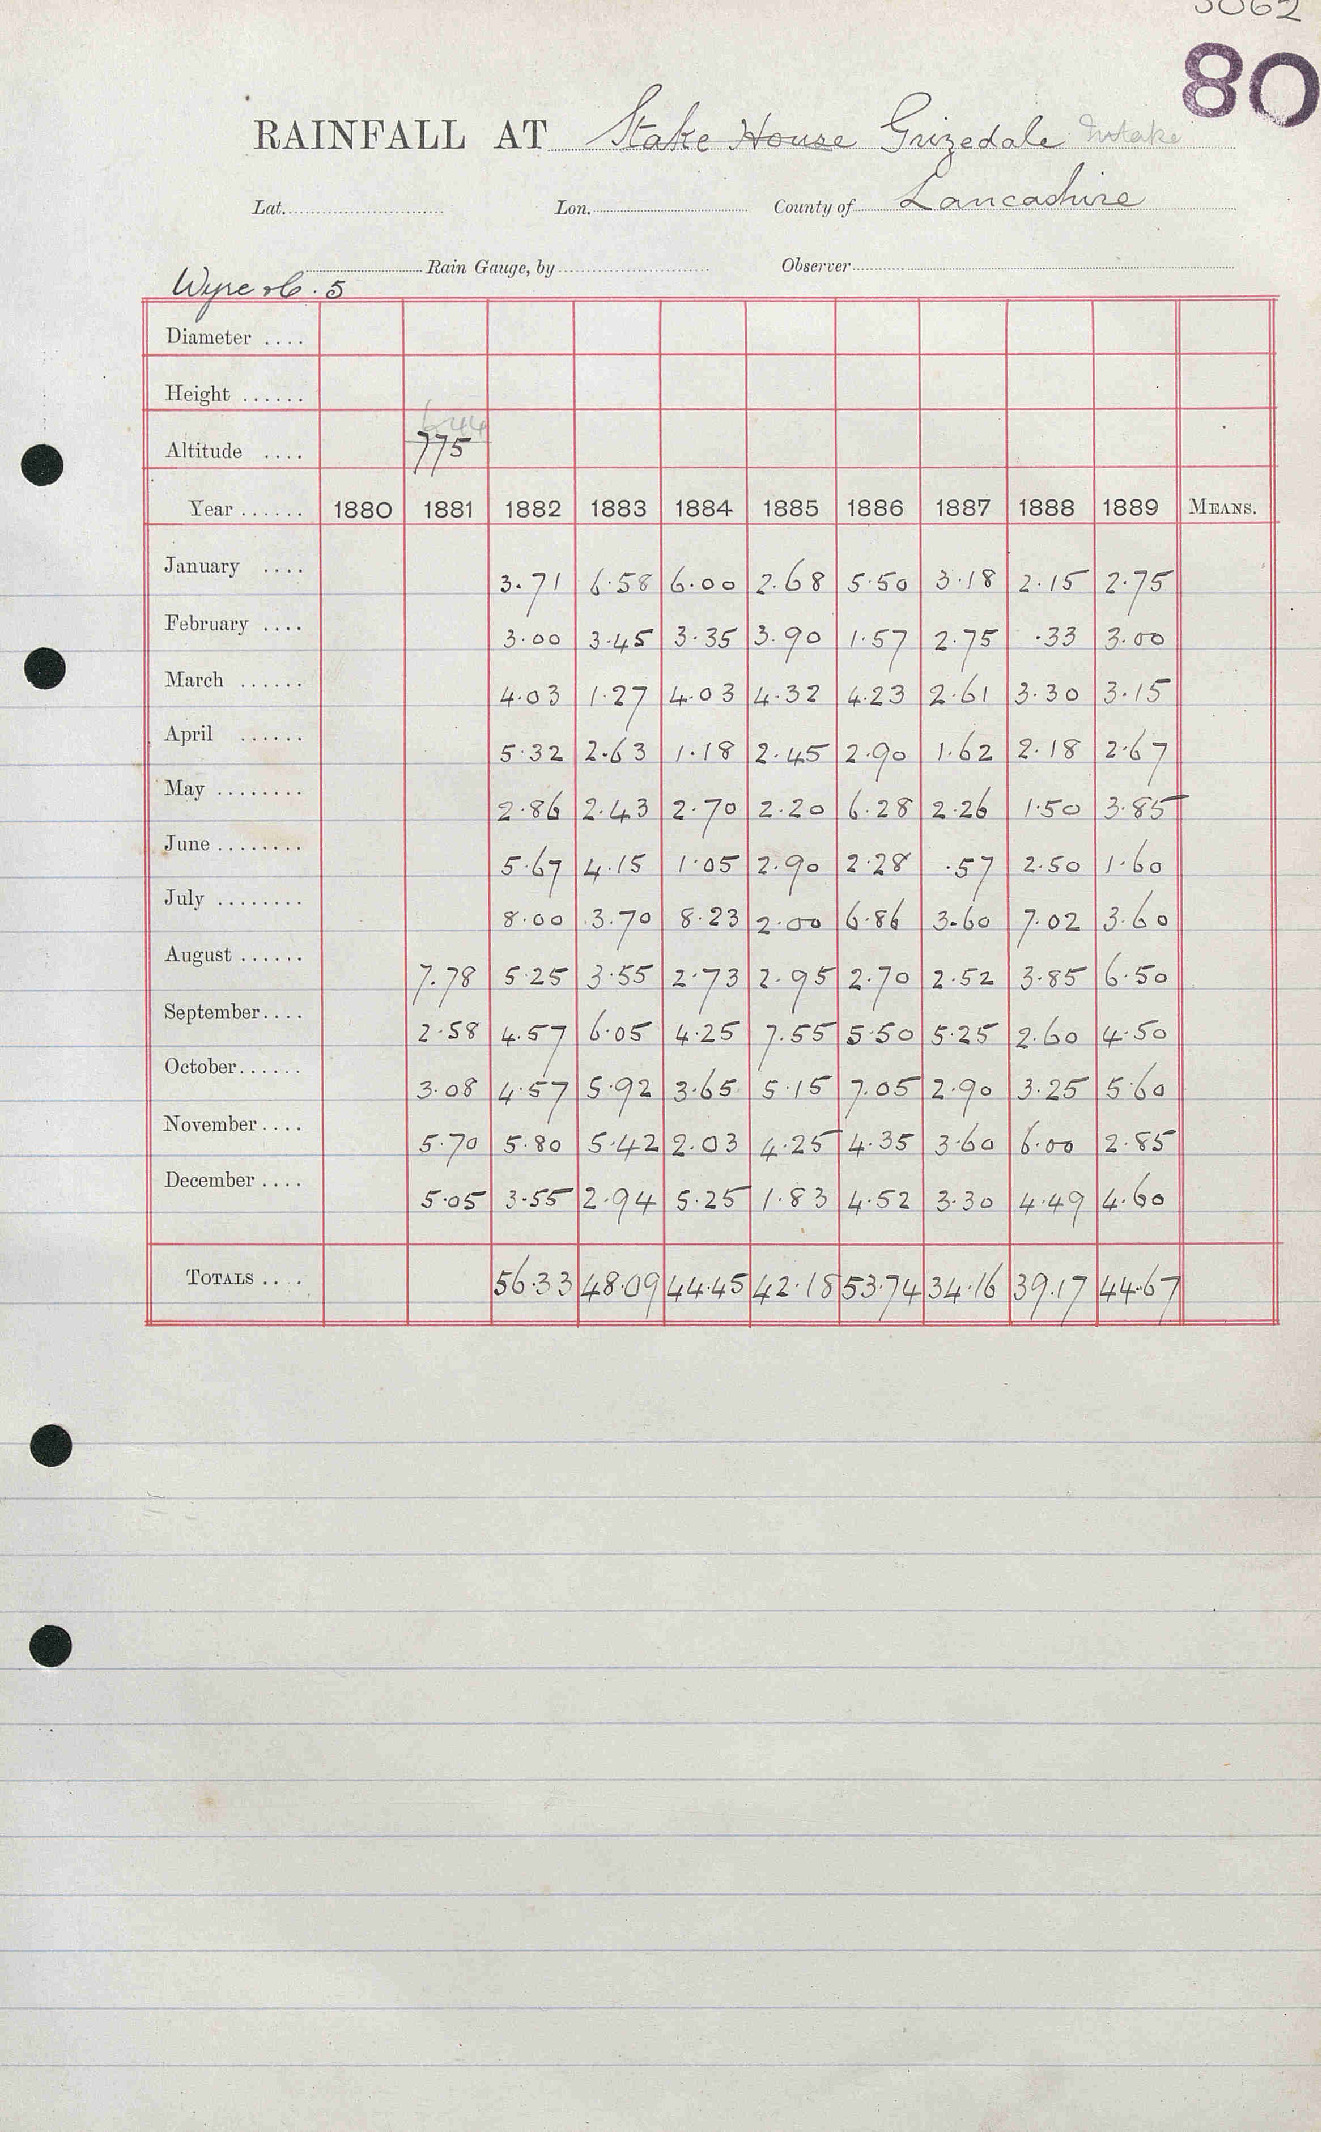 5062
80
RAINFALL AT Stake House Grizedale Intake
Lat. Lon. County of Lancashire
Rain Gauge, by Observer
Wyre 5
Diameter ....
Height ......
644
Altitude .... 775
Year ...... 1880 1881 1882 1883 1884 1885 1886 1887 1888 1889 MEANS.
January .... 3.71 6.58 6.00 2.68 5.50 3.18 2.15 2.75
February .... 3.00 3.45 3.35 3.90 1.57 2.75 .33 3.00
March ...... 4.03 1.27 4.03 4.32 4.23 2.61 3.30 3.15
April ...... 5.32 2.63 1.18 2.45 2.90 1.62 2.18 2.67
May ........ 2.86 2.43 2.70 2.20 6.28 2.26 1.50 3.85
June ........ 5.67 4.15 1.05 2.90 2.28 .57 2.50 1.60
July ........ 8.00 3.70 8.23 2.00 6.86 3.60 7.02 3.60
August ...... 7.78 5.25 3.55 2.73 2.95 2.70 2.52 3.85 6.50
September.... 2.58 4.57 6.05 4.25 7.55 5.50 5.25 2.60 4.50
October...... 3.08 4.57 5.92 3.65 5.15 7.05 2.90 3.25 5.60
November .... 5.70 5.80 5.42 2.03 4.25 4.35 3.60 6.00 2.85
December .... 5.05 3.55 2.94 5.25 1.83 4.52 3.30 4.49 4.60
TOTALS .... 56.33 48.09 44.45 42.18 53.74 34.16 39.17 44.67